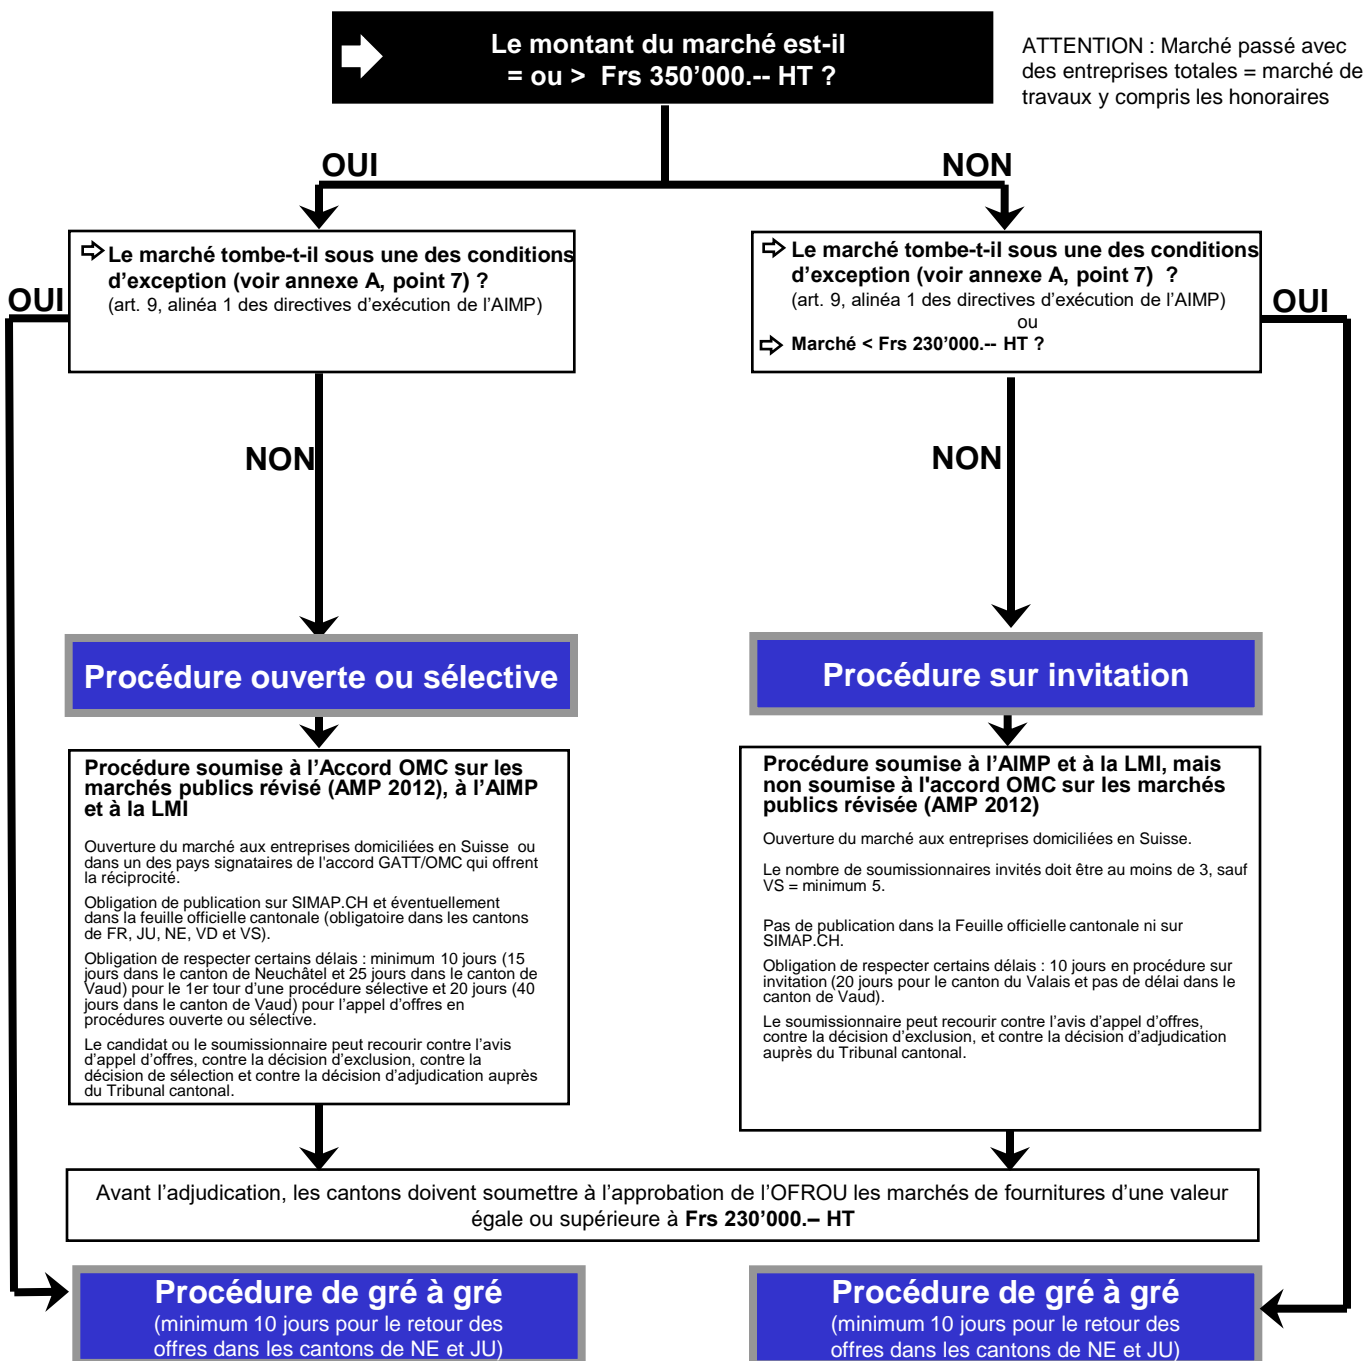 Le montant du marché est-il
= ou > Frs 350’000.-- HT ?
ATTENTION : Marché passé avec
des entreprises totales = marché de
travaux y compris les honoraires
OUI
NON
Le marché tombe-t-il sous une des conditions
d’exception (voir annexe A, point 7) ?
(art. 9, alinéa 1 des directives d’exécution de l’AIMP)
OUI
Le marché tombe-t-il sous une des conditions
d’exception (voir annexe A, point 7) ?
(art. 9, alinéa 1 des directives d’exécution de l’AIMP)
ou
Marché < Frs 230’000.-- HT ?
OUI
NON
NON
Procédure ouverte ou sélective
Procédure sur invitation
Procédure soumise à l’Accord OMC sur les
marchés publics révisé (AMP 2012), à l’AIMP
et à la LMI
Ouverture du marché aux entreprises domiciliées en Suisse ou
dans un des pays signataires de l’accord GATT/OMC qui offrent
la réciprocité.
Obligation de publication sur SIMAP.CH et éventuellement
dans la feuille officielle cantonale (obligatoire dans les cantons
de FR, JU, NE, VD et VS).
Obligation de respecter certains délais : minimum 10 jours (15
jours dans le canton de Neuchâtel et 25 jours dans le canton de
Vaud) pour le 1er tour d’une procédure sélective et 20 jours (40
jours dans le canton de Vaud) pour l’appel d’offres en
procédures ouverte ou sélective.
Le candidat ou le soumissionnaire peut recourir contre l’avis
d’appel d’offres, contre la décision d’exclusion, contre la
décision de sélection et contre la décision d’adjudication auprès
du Tribunal cantonal.
Procédure soumise à l’AIMP et à la LMI, mais
non soumise à l'accord OMC sur les marchés
publics révisée (AMP 2012)
Ouverture du marché aux entreprises domiciliées en Suisse.
Le nombre de soumissionnaires invités doit être au moins de 3, sauf
VS = minimum 5.
Pas de publication dans la Feuille officielle cantonale ni sur
SIMAP.CH.
Obligation de respecter certains délais : 10 jours en procédure sur
invitation (20 jours pour le canton du Valais et pas de délai dans le
canton de Vaud).
Le soumissionnaire peut recourir contre l’avis d’appel d’offres,
contre la décision d’exclusion, et contre la décision d’adjudication
auprès du Tribunal cantonal.
Avant l’adjudication, les cantons doivent soumettre à l’approbation de l’OFROU les marchés de fournitures d’une valeur
égale ou supérieure à Frs 230’000.– HT
Procédure de gré à gré
(minimum 10 jours pour le retour des
offres dans les cantons de NE et JU)
Procédure de gré à gré
(minimum 10 jours pour le retour des
offres dans les cantons de NE et JU)